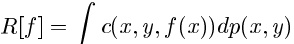 R[f] = ∫ c(x, y, f(x))dp(x, y)